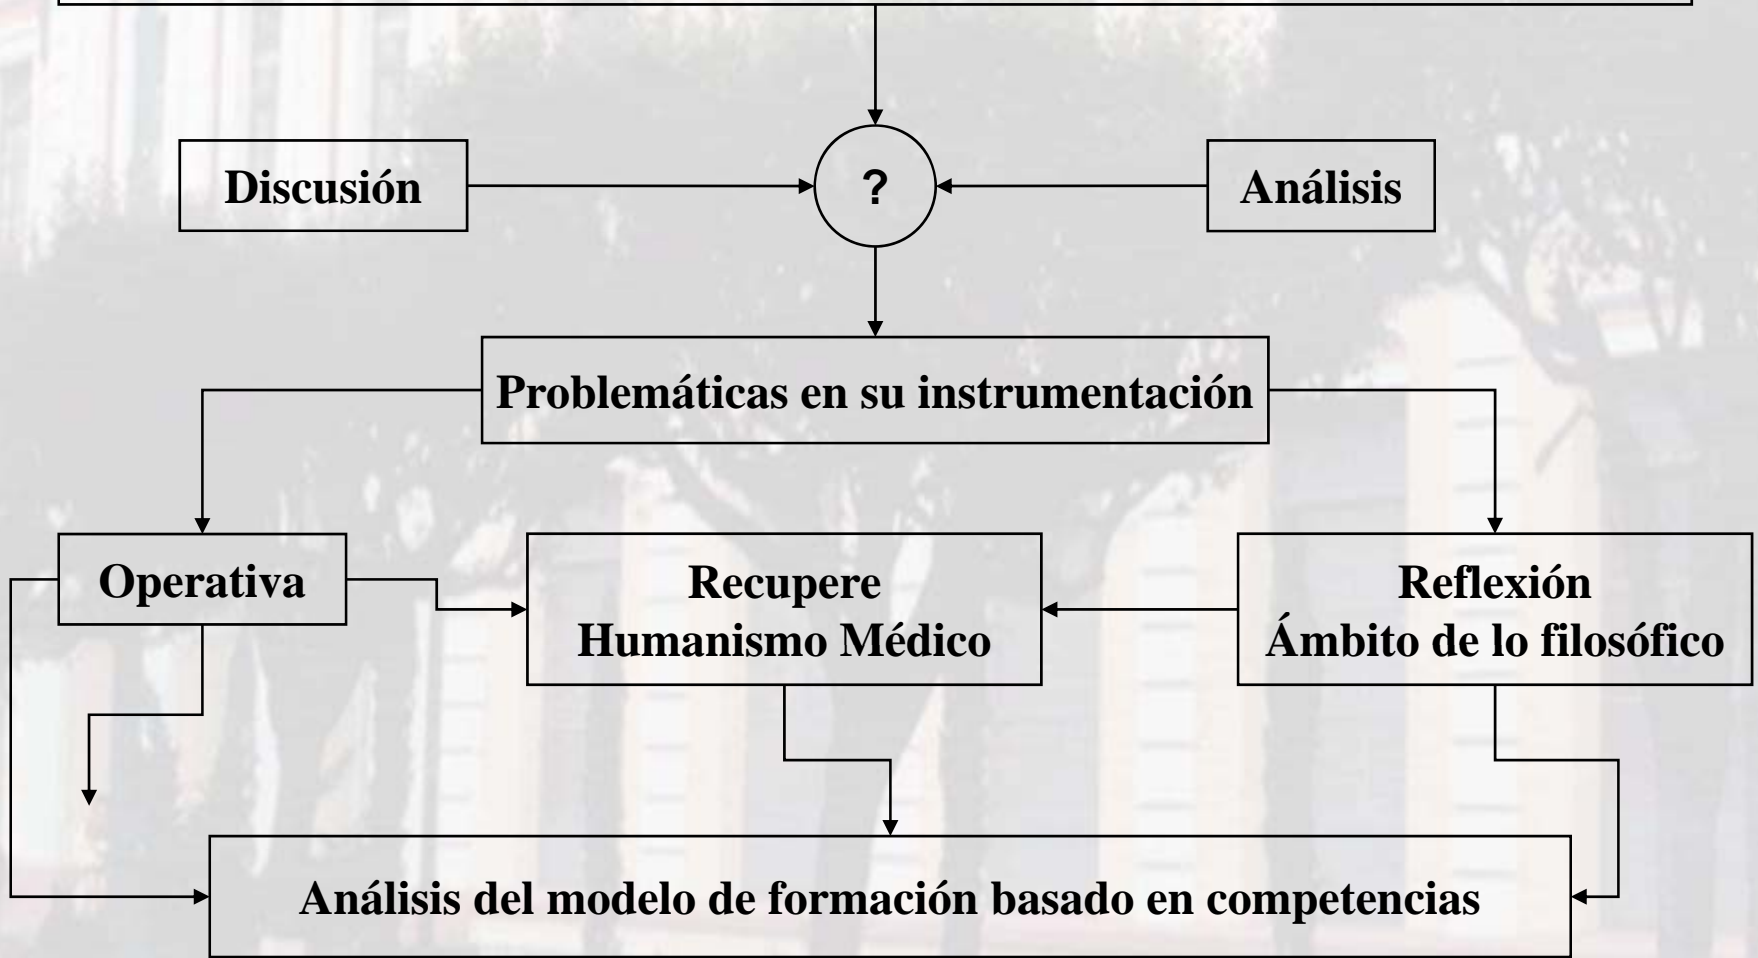 Discusión
?
Análisis
Problemáticas en su instrumentación
Operativa
Recupere
Humanismo Médico
Reflexión
Ámbito de lo filosófico
Análisis del modelo de formación basado en competencias